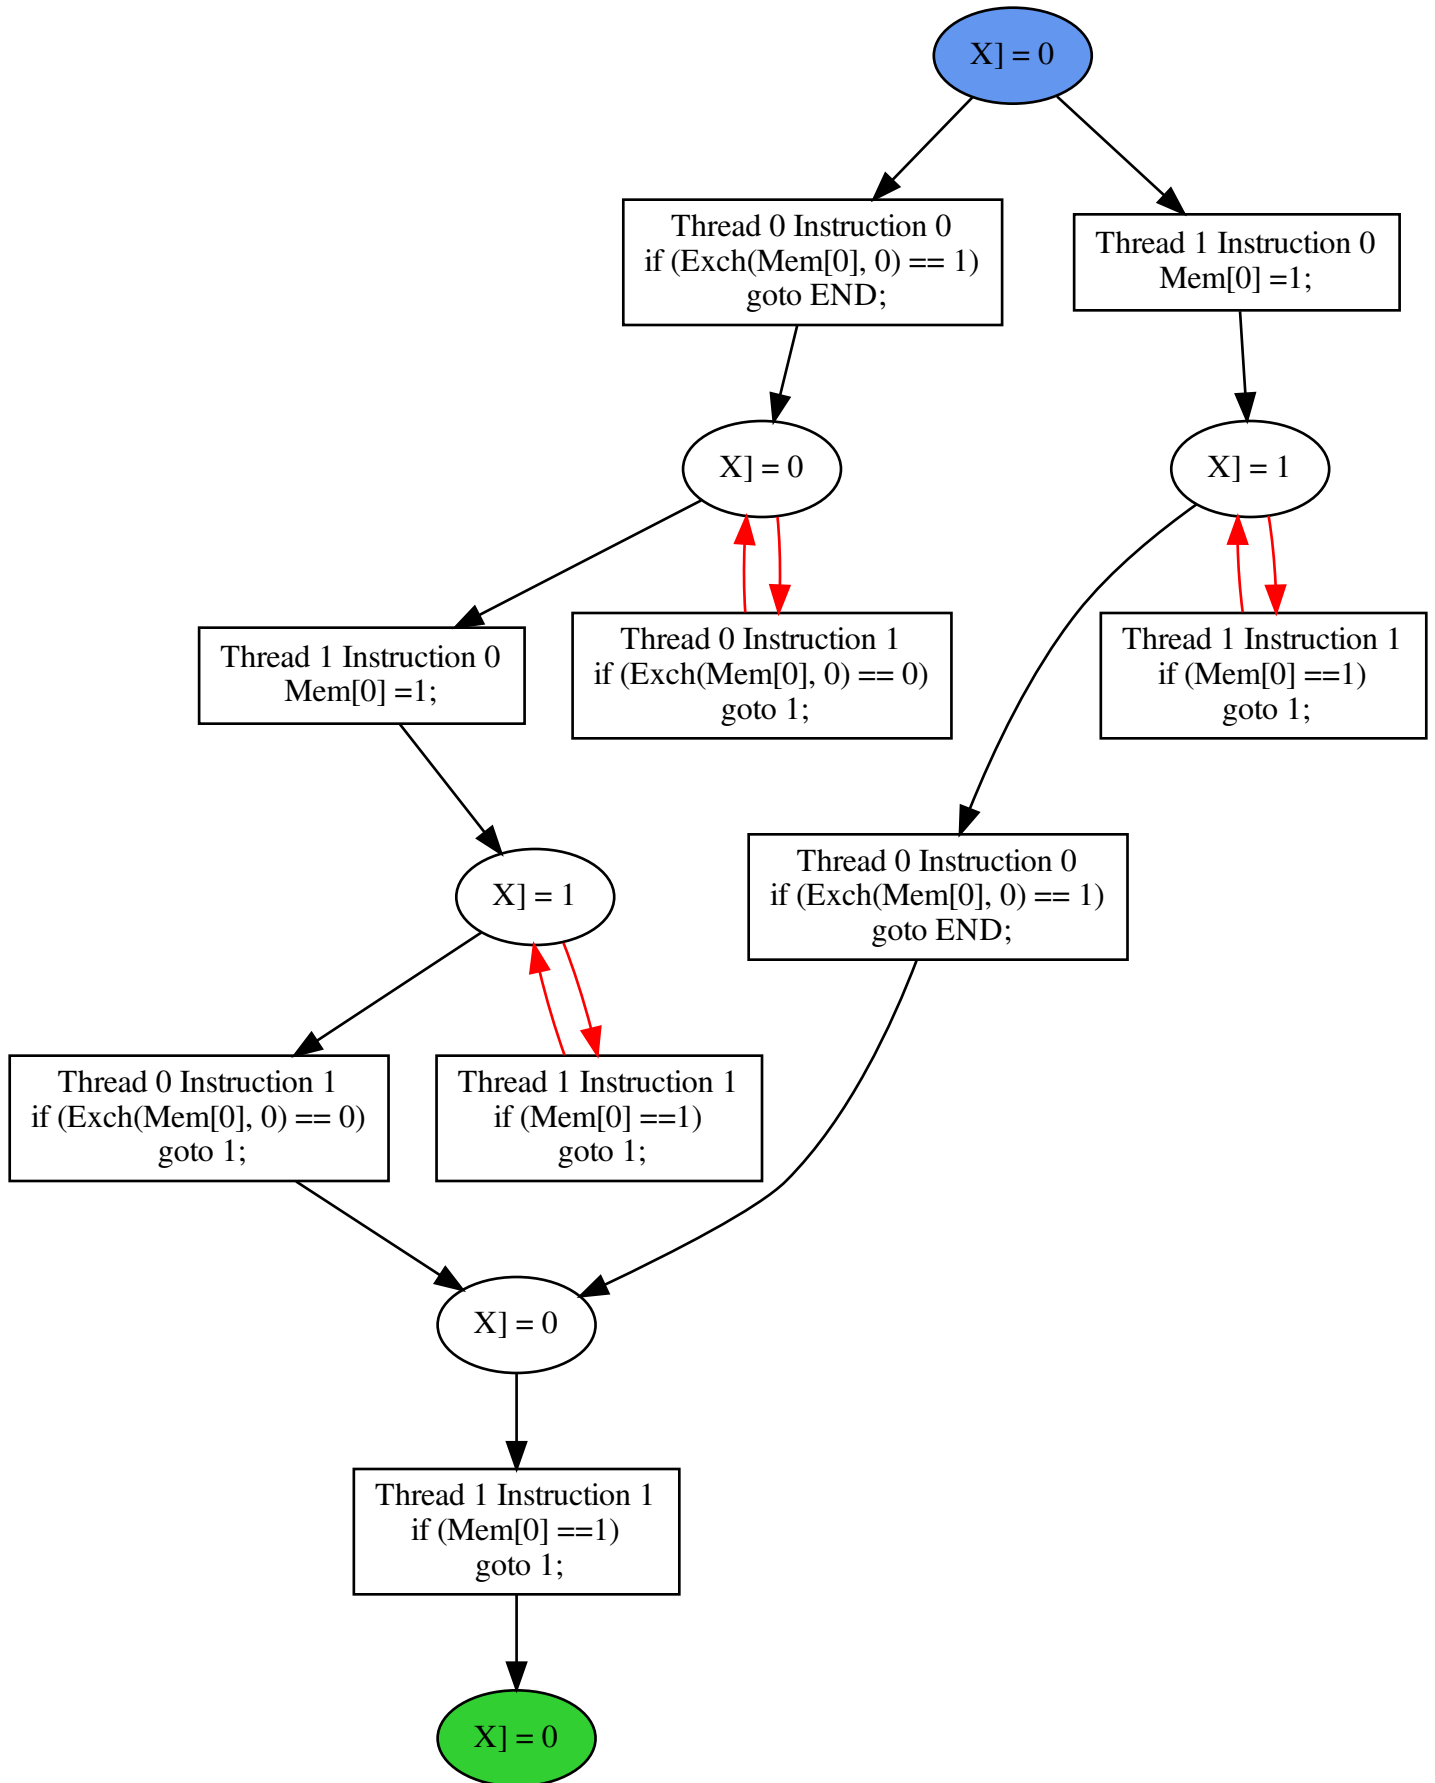 X] = 0
Thread 0 Instruction 0
if (Exch(Mem[0], 0) == 1)
goto END;
Thread 1 Instruction 0
Mem[0] =1;
X] = 0
X] = 1
Thread 1 Instruction 0
Mem[0] =1;
Thread 0 Instruction 1
if (Exch(Mem[0], 0) == 0)
goto 1;
Thread 1 Instruction 1
if (Mem[0] ==1)
goto 1;
X] = 1
Thread 0 Instruction 0
if (Exch(Mem[0], 0) == 1)
goto END;
Thread 0 Instruction 1
if (Exch(Mem[0], 0) == 0)
goto 1;
Thread 1 Instruction 1
if (Mem[0] ==1)
goto 1;
X] = 0
Thread 1 Instruction 1
if (Mem[0] ==1)
goto 1;
X] = 0